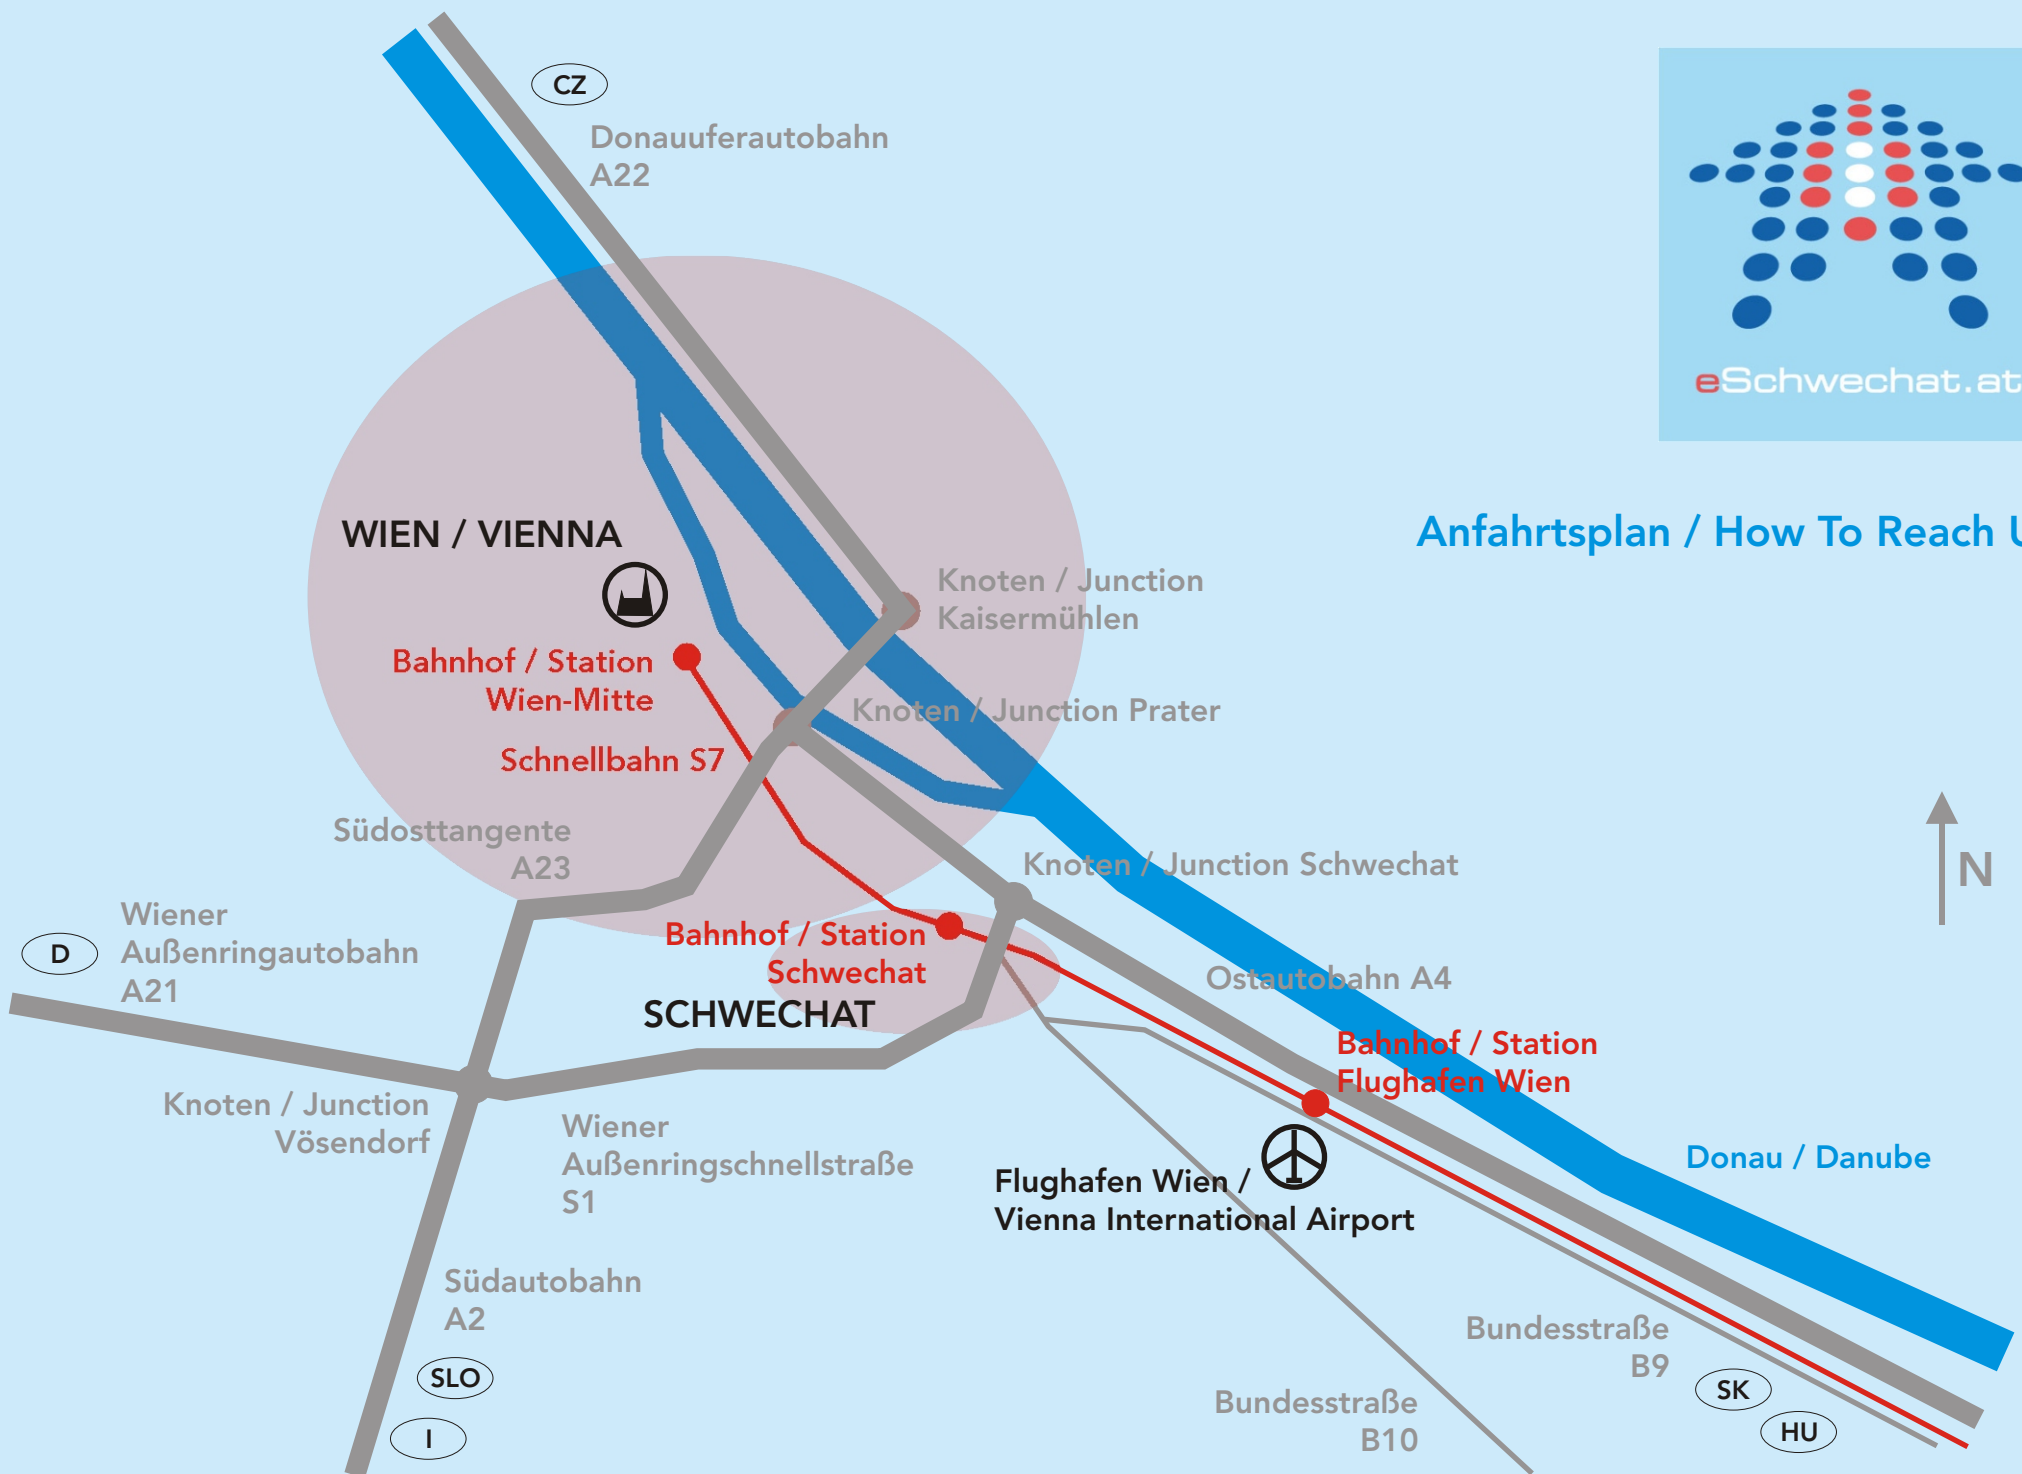 CZ
Donauuferautobahn
A22
eSchwechat.at
Anfahrtsplan / How To Reach U
WIEN / VIENNA
Knoten / Junction
Kaisermühlen
Bahnhof / Station
Wien-Mitte
Knoten / Junction Prater
Schnellbahn S7
Südosttangente
A23
Knoten / Junction Schwechat
N
Wiener
Außenringautobahn
A21
D
Bahnhof / Station
Schwechat
SCHWECHAT
Ostautobahn A4
Bahnhof / Station
Flughafen Wien
Knoten / Junction
Vösendorf
Wiener
Außenringschnellstraße
S1
Flughafen Wien /
Vienna International Airport
Donau / Danube
Südautobahn
A2
SLO
I
Bundesstraße
B9
Bundesstraße
B10
SK
HU